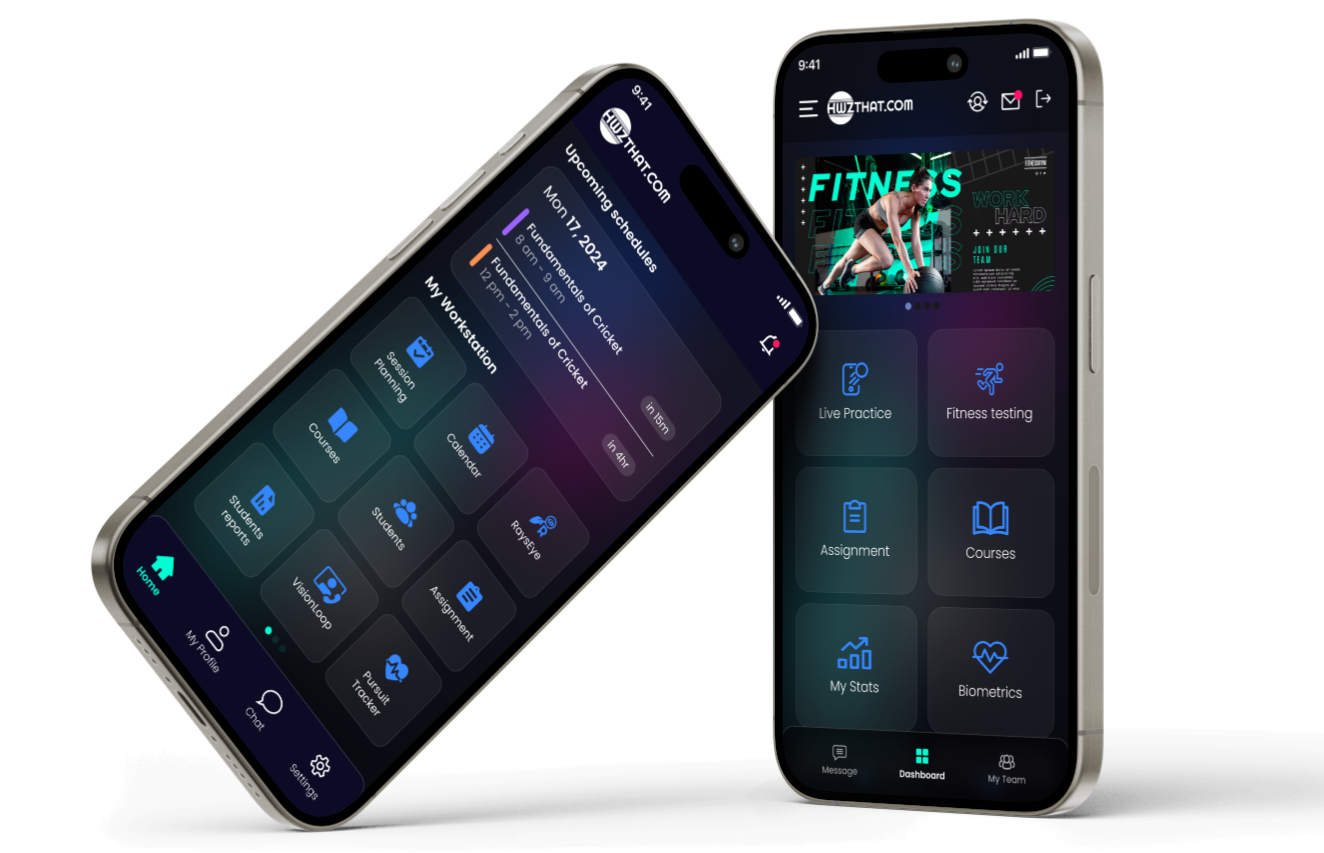 9:41
HWZTHAT.COM
Upcoming schedules
Mon 17, 2024
Fundamentals of Cricket
8 am - 9 am
in 15m
Fundamentals of Cricket
12 pm - 2 pm
in 4hr
My Workstation
Session
Planning
Calendar
RaysEye
Courses
Students
Assignment
Students
reports
VisionLoop
Pursuit
Tracker
Home
My Profile
Chat
Settings
9:41
HWZTHAT.COM
FITNESS
WORK
HARD
JOIN OUR
TEAM
Live Practice
Fitness testing
Assignment
Courses
My Stats
Biometrics
Message
Dashboard
My Team